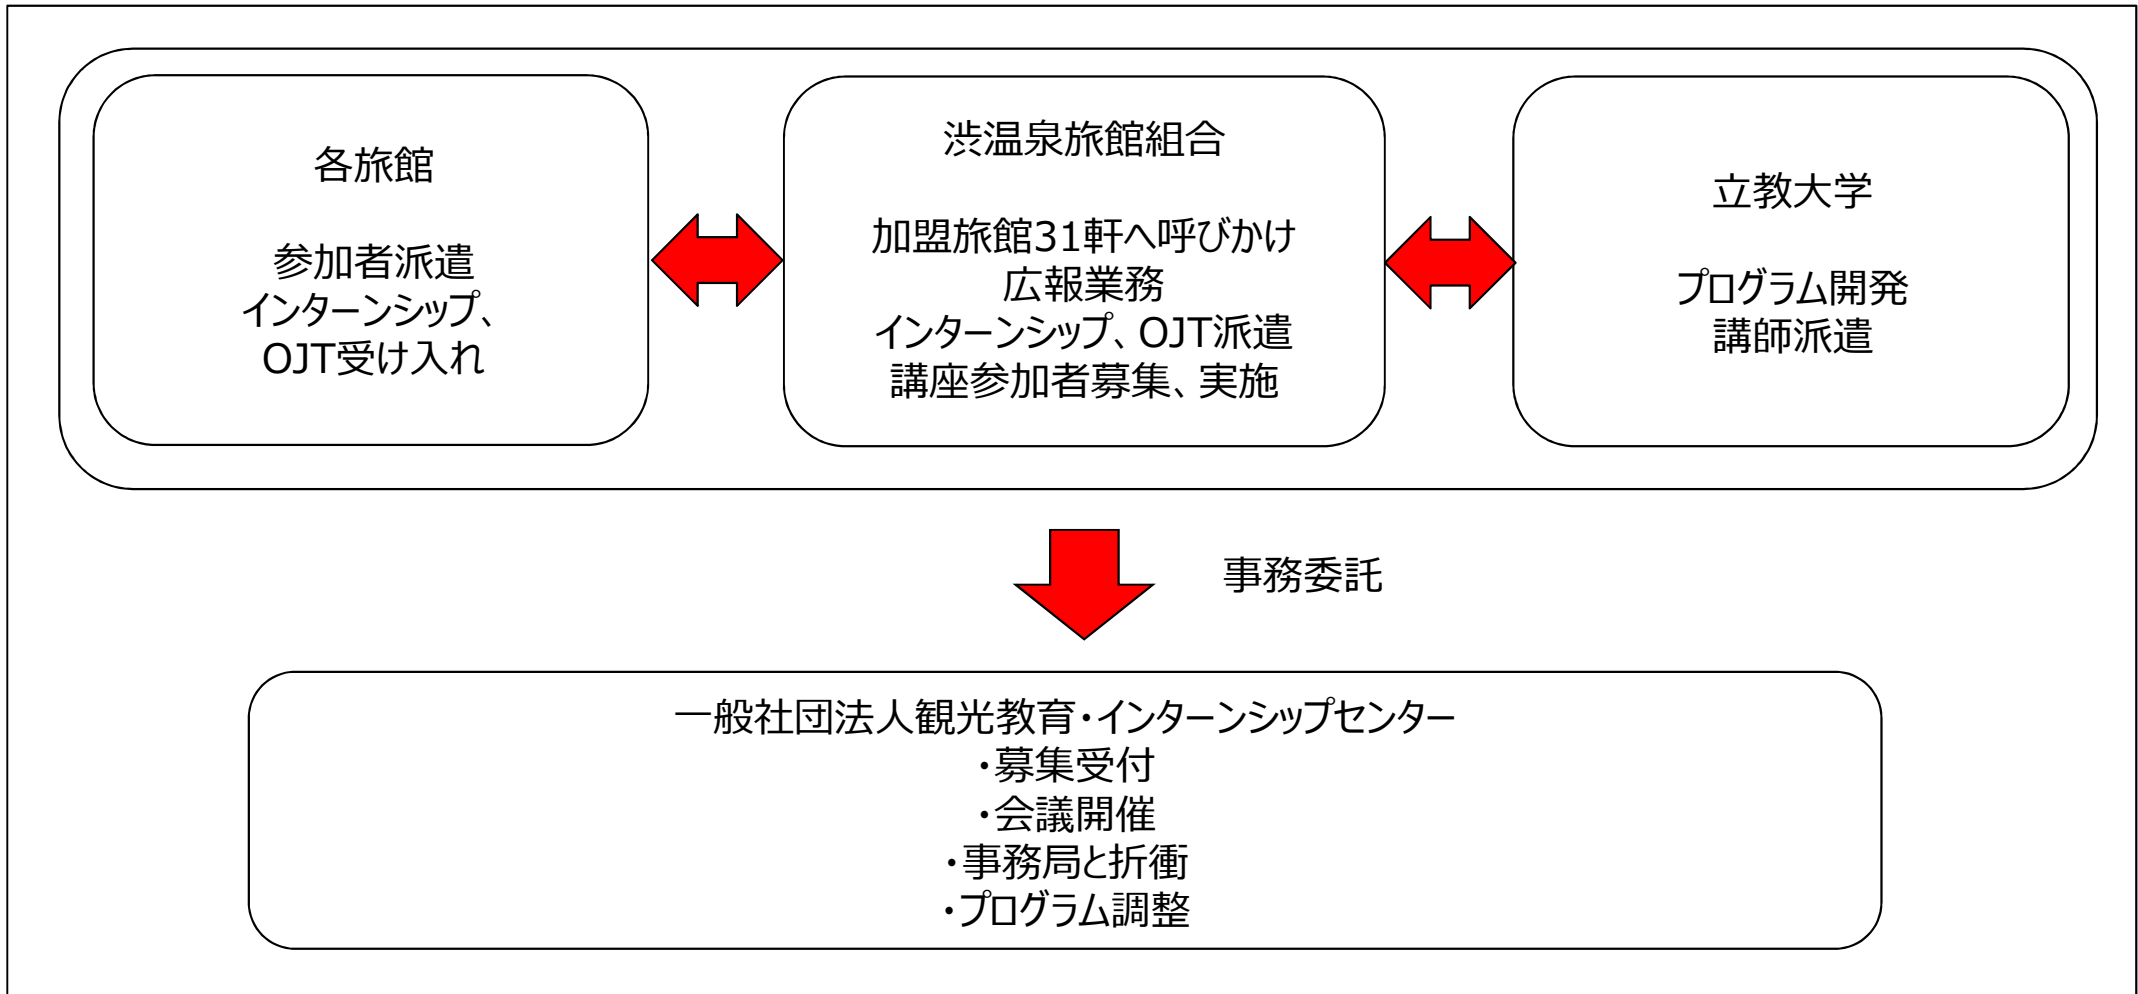 各旅館
参加者派遣
インターンシップ、
OJT受け入れ
渋温泉旅館組合
加盟旅館31軒へ呼びかけ
広報業務
インターンシップ、OJT派遣
講座参加者募集、実施
立教大学
プログラム開発
講師派遣
事務委託
一般社団法人観光教育・インターンシップセンター
・募集受付
・会議開催
・事務局と折衝
・プログラム調整